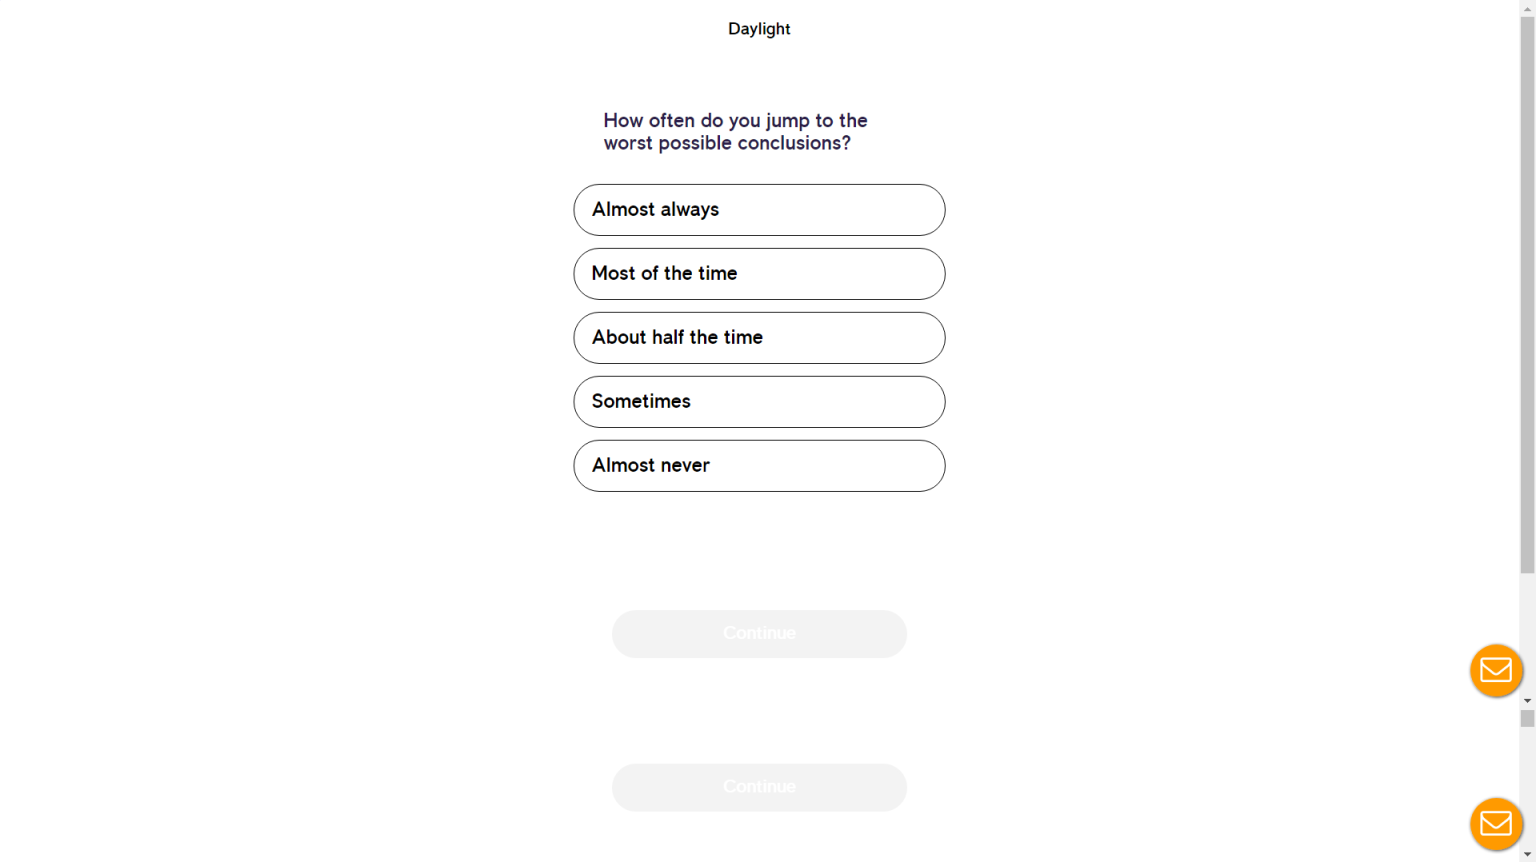 Daylight
How often do you jump to the
worst possible conclusions?
Almost always
Most of the time
About half the time
Sometimes
Almost never
Continue
Continue